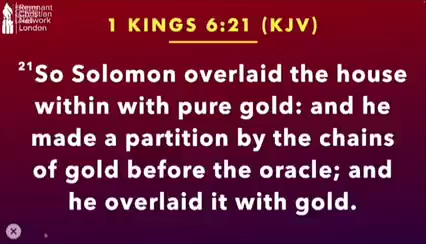 Remnant
Christian
Network
London
1 KINGS 6:21 (KJV)
21So Solomon overlaid the house
within with pure gold: and he
made a partition by the chains
of gold before the oracle; and
he overlaid it with gold.